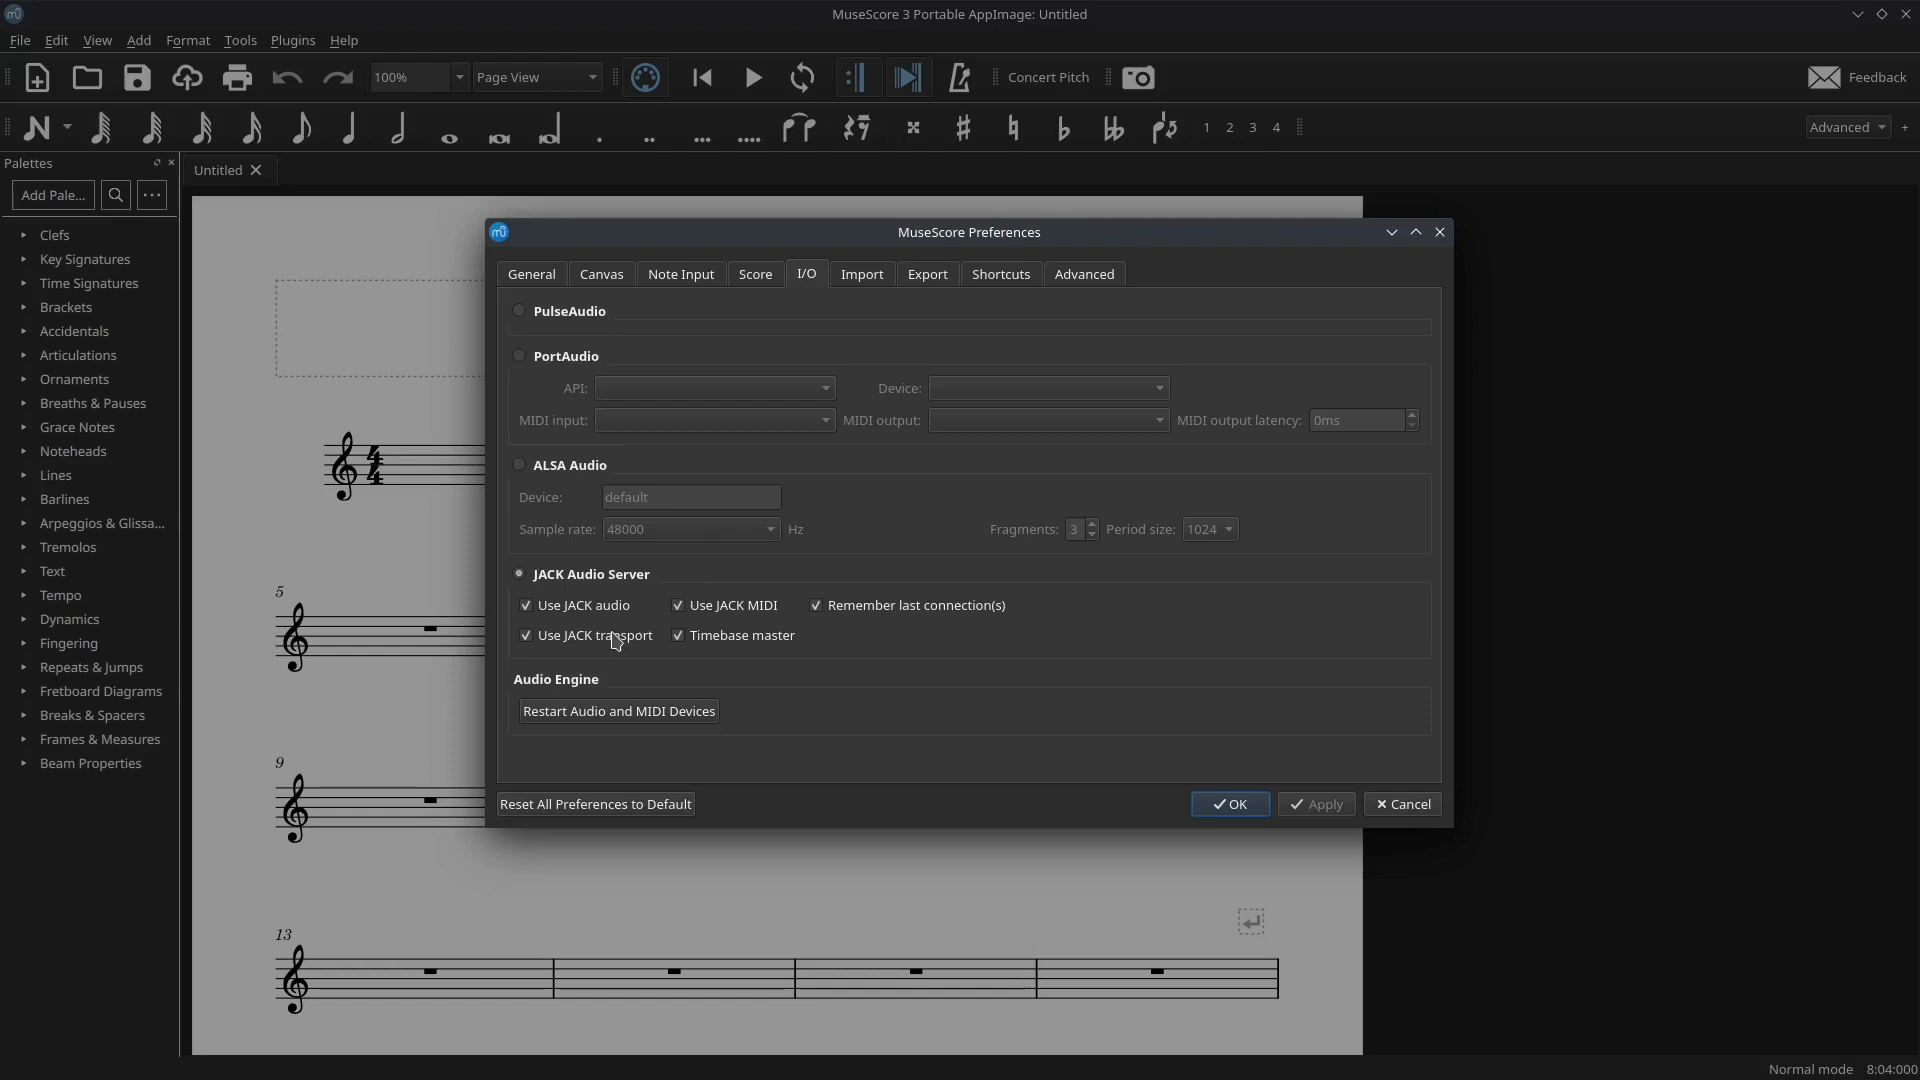 MuseScore 3 Portable AppImage: Untitled
File Edit View Add Format Tools Plugins Help
100% Page View Concert Pitch Feedback
1 2 3 4 Advanced +
Palettes
Untitled
Add Pale... ...
Clefs
Key Signatures
Time Signatures
Brackets
Accidentals
Articulations
Ornaments
Breaths & Pauses
Grace Notes
Noteheads
Lines
Barlines
Arpeggios & Glissa...
Tremolos
Text
Tempo
Dynamics
Fingering
Repeats & Jumps
Fretboard Diagrams
Breaks & Spacers
Frames & Measures
Beam Properties
4
4
5
9
13
MuseScore Preferences
General Canvas Note Input Score I/O Import Export Shortcuts Advanced
PulseAudio
PortAudio
API: Device:
MIDI input: MIDI output: MIDI output latency: 0ms
ALSA Audio
Device: default
Sample rate: 48000 Hz Fragments: 3 Period size: 1024
JACK Audio Server
Use JACK audio Use JACK MIDI Remember last connection(s)
Use JACK transport Timebase master
Audio Engine
Restart Audio and MIDI Devices
Reset All Preferences to Default OK Apply Cancel
Normal mode 8:04:000